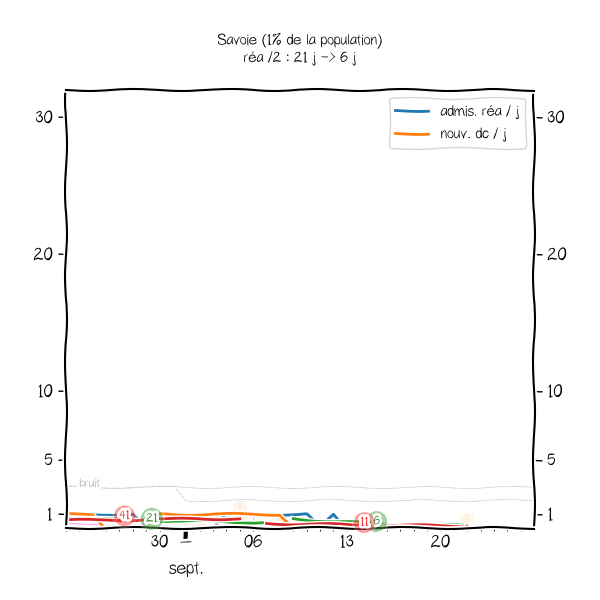 Savoie (1% de la population)
réa /2 : 21 j -> 6 j
admis. réa / j
nouv. dc / j
30 30
20 20
10 10
5 5
bruit
1 41 21 11 6 1
30 1 06 13 20
sept.